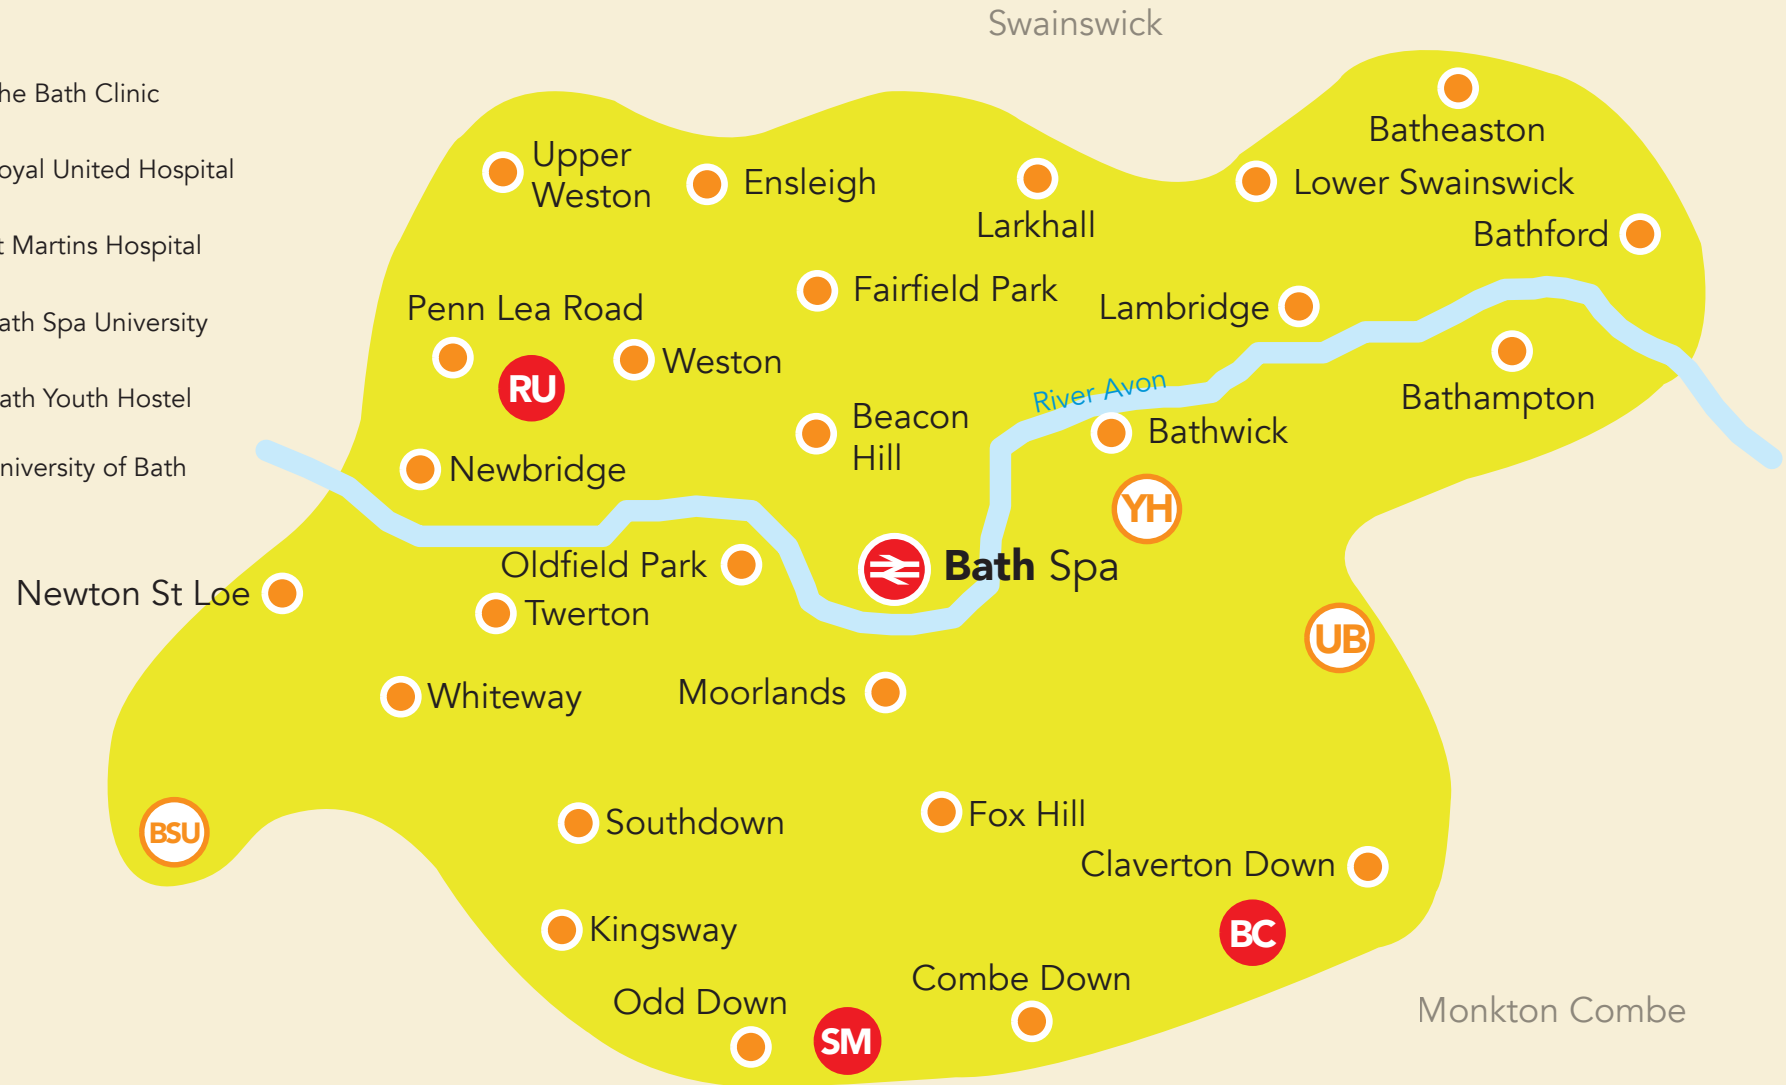 Swainswick
he Bath Clinic
oyal United Hospital
t Martins Hospital
ath Spa University
ath Youth Hostel
niversity of Bath
Batheaston
Upper
Weston
Ensleigh
Larkhall
Lower Swainswick
Bathford
Fairfield Park
Lambridge
Penn Lea Road
RU
Weston
River Avon
Bathampton
Beacon
Hill
Bathwick
Newbridge
YH
Oldfield Park
Bath Spa
Newton St Loe
Twerton
UB
Whiteway
Moorlands
BSU
Southdown
Fox Hill
Claverton Down
Kingsway
BC
Combe Down
Odd Down
SM
Monkton Combe